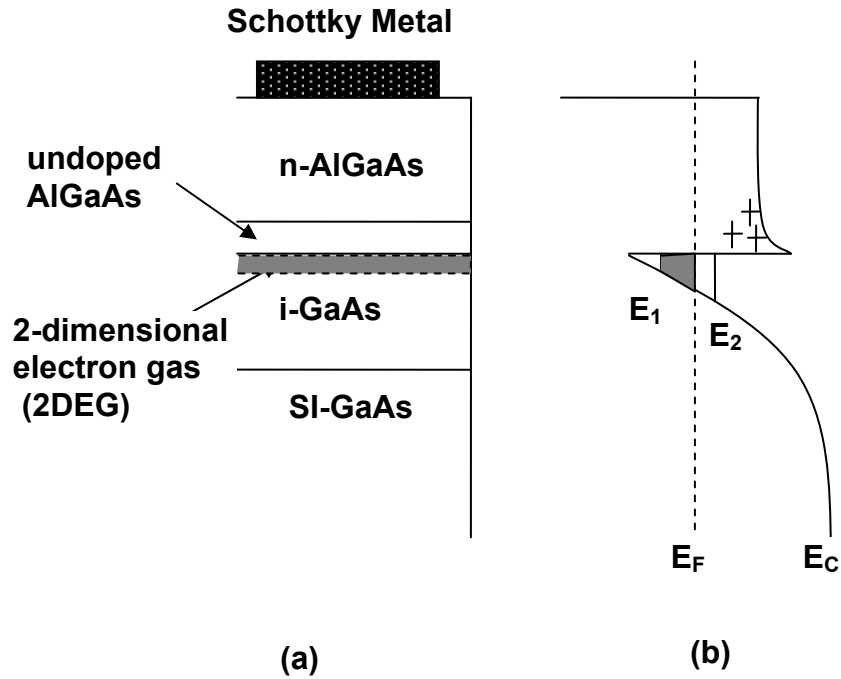 Schottky Metal
undoped
AlGaAs
n-AlGaAs
2-dimensional
electron gas
(2DEG)
i-GaAs
SI-GaAs
E1
E2
EF
EC
(a)
(b)